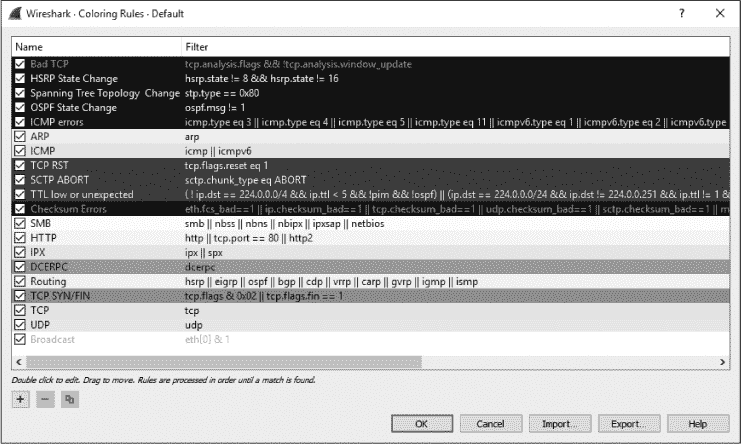 Wireshark · Coloring Rules · Default
Name Filter
Bad TCP tcp.analysis.flags && !tcp.analysis.window_update
HSRP State Change hsrp.state != 8 && hsrp.state != 16
Spanning Tree Topology Change stp.type == 0x80
OSPF State Change ospf.msg != 1
ICMP errors icmp.type eq 3 || icmp.type eq 4 || icmp.type eq 5 || icmp.type eq 11 || icmpv6.type eq 1 || icmpv6.type eq 2 || icmpv6.type
ARP arp
ICMP icmp || icmpv6
TCP RST tcp.flags.reset eq 1
SCTP ABORT sctp.chunk_type eq ABORT
TTL low or unexpected ( ! ip.dst == 224.0.0.0/4 && ip.ttl < 5 && !pim && !ospf) || (ip.dst == 224.0.0.0/24 && ip.dst != 224.0.0.251 && ip.ttl != 1 &
Checksum Errors eth.fcs_bad==1 || ip.checksum_bad==1 || tcp.checksum_bad==1 || udp.checksum_bad==1 || sctp.checksum_bad==1 || m
SMB smb || nbss || nbns || nbipx || ipxsap || netbios
HTTP http || tcp.port == 80 || http2
IPX ipx || spx
DCERPC dcerpc
Routing hsrp || eigrp || ospf || bgp || cdp || vrrp || carp || gvrp || igmp || ismp
TCP SYN/FIN tcp.flags & 0x02 || tcp.flags.fin == 1
TCP tcp
UDP udp
Broadcast eth[0] & 1
Double click to edit. Drag to move. Rules are processed in order until a match is found.
OK Cancel Import... Export... Help